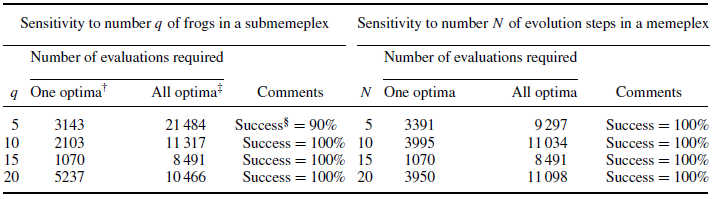 Sensitivity to number q of frogs in a submemeplex Sensitivity to number N of evolution steps in a memeplex
Number of evaluations required Number of evaluations required
q One optima† All optima‡ Comments N One optima All optima Comments
5 3143 21 484 Success§ = 90% 5 3391 9 297 Success = 100%
10 2103 11 317 Success = 100% 10 3995 11 034 Success = 100%
15 1070 8 491 Success = 100% 15 1070 8 491 Success = 100%
20 5237 10 466 Success = 100% 20 3950 11 098 Success = 100%